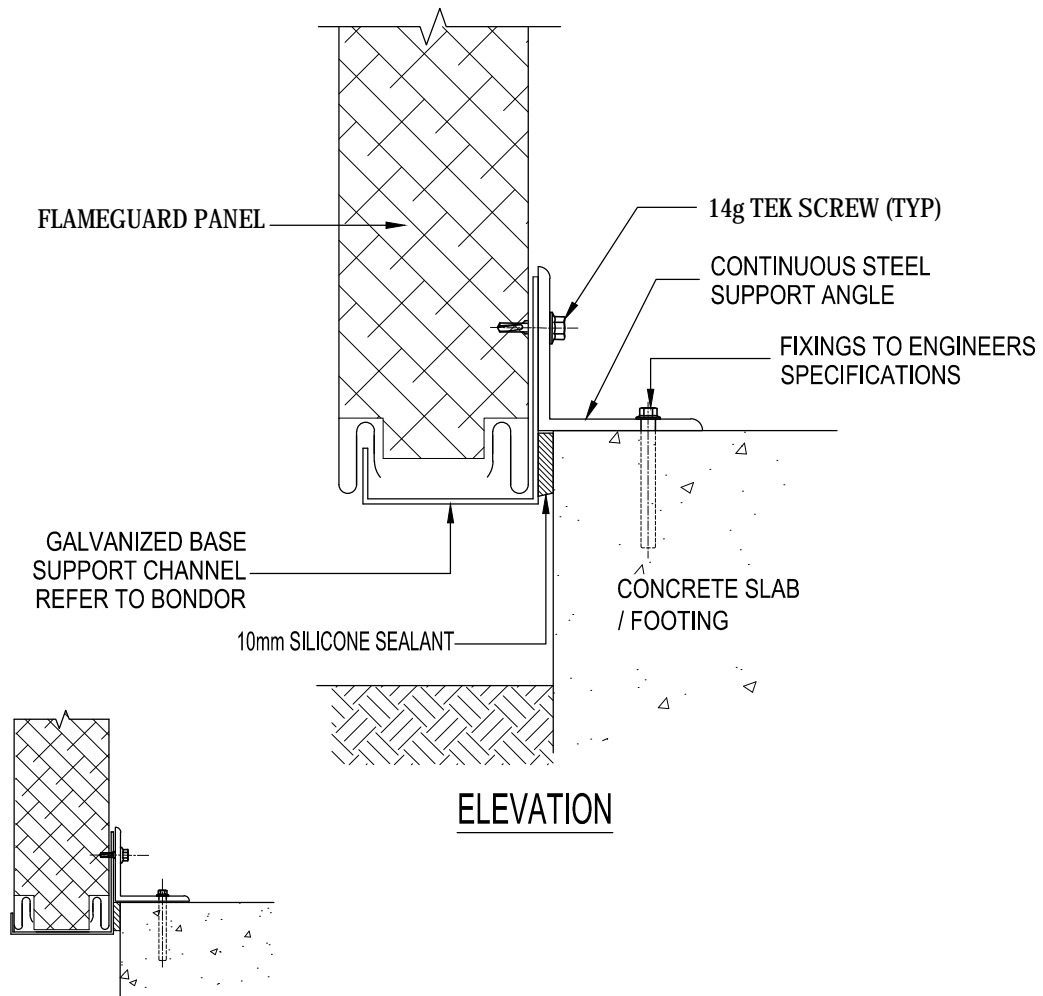 FLAMEGUARD PANEL
14g TEK SCREW (TYP)
CONTINUOUS STEEL
SUPPORT ANGLE
FIXINGS TO ENGINEERS
SPECIFICATIONS
GALVANIZED BASE
SUPPORT CHANNEL
REFER TO BONDOR
CONCRETE SLAB
/ FOOTING
10mm SILICONE SEALANT
ELEVATION